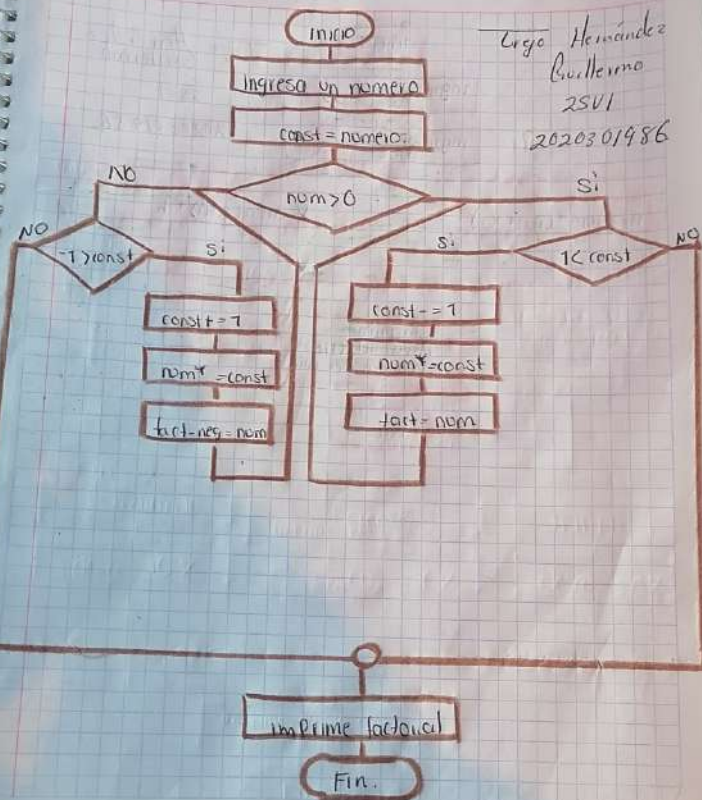 inicio
Hernández
Guillermo
2SV1
2020301986
ingresa un numero
const = numero.
num>0
NO
Si
NO
-1>const
Si
Si
1< const
NO
const+=1
num*=const
fact-neg=num
const-=1
num*=const
fact=num
imprime factorial
Fin.